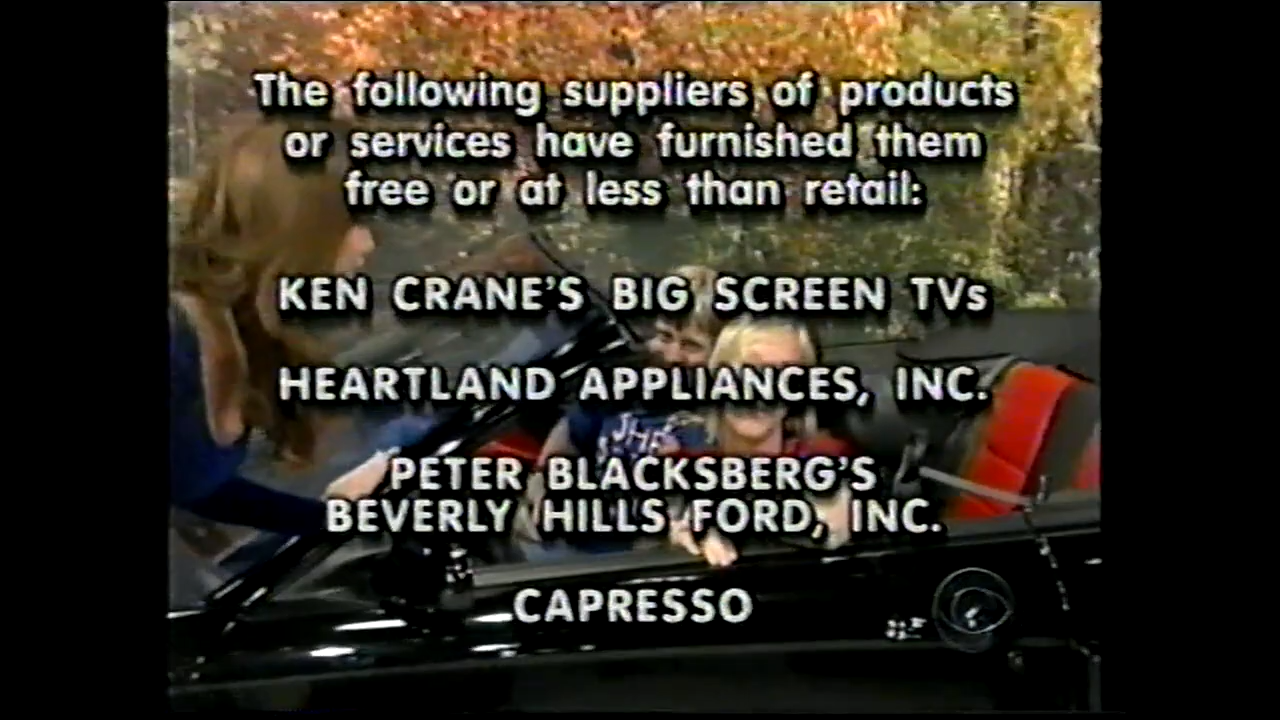 The following suppliers of products
or services have furnished them
free or at less than retail:
KEN CRANE'S BIG SCREEN TVs
HEARTLAND APPLIANCES, INC.
PETER BLACKSBERG'S
BEVERLY HILLS FORD, INC.
CAPRESSO